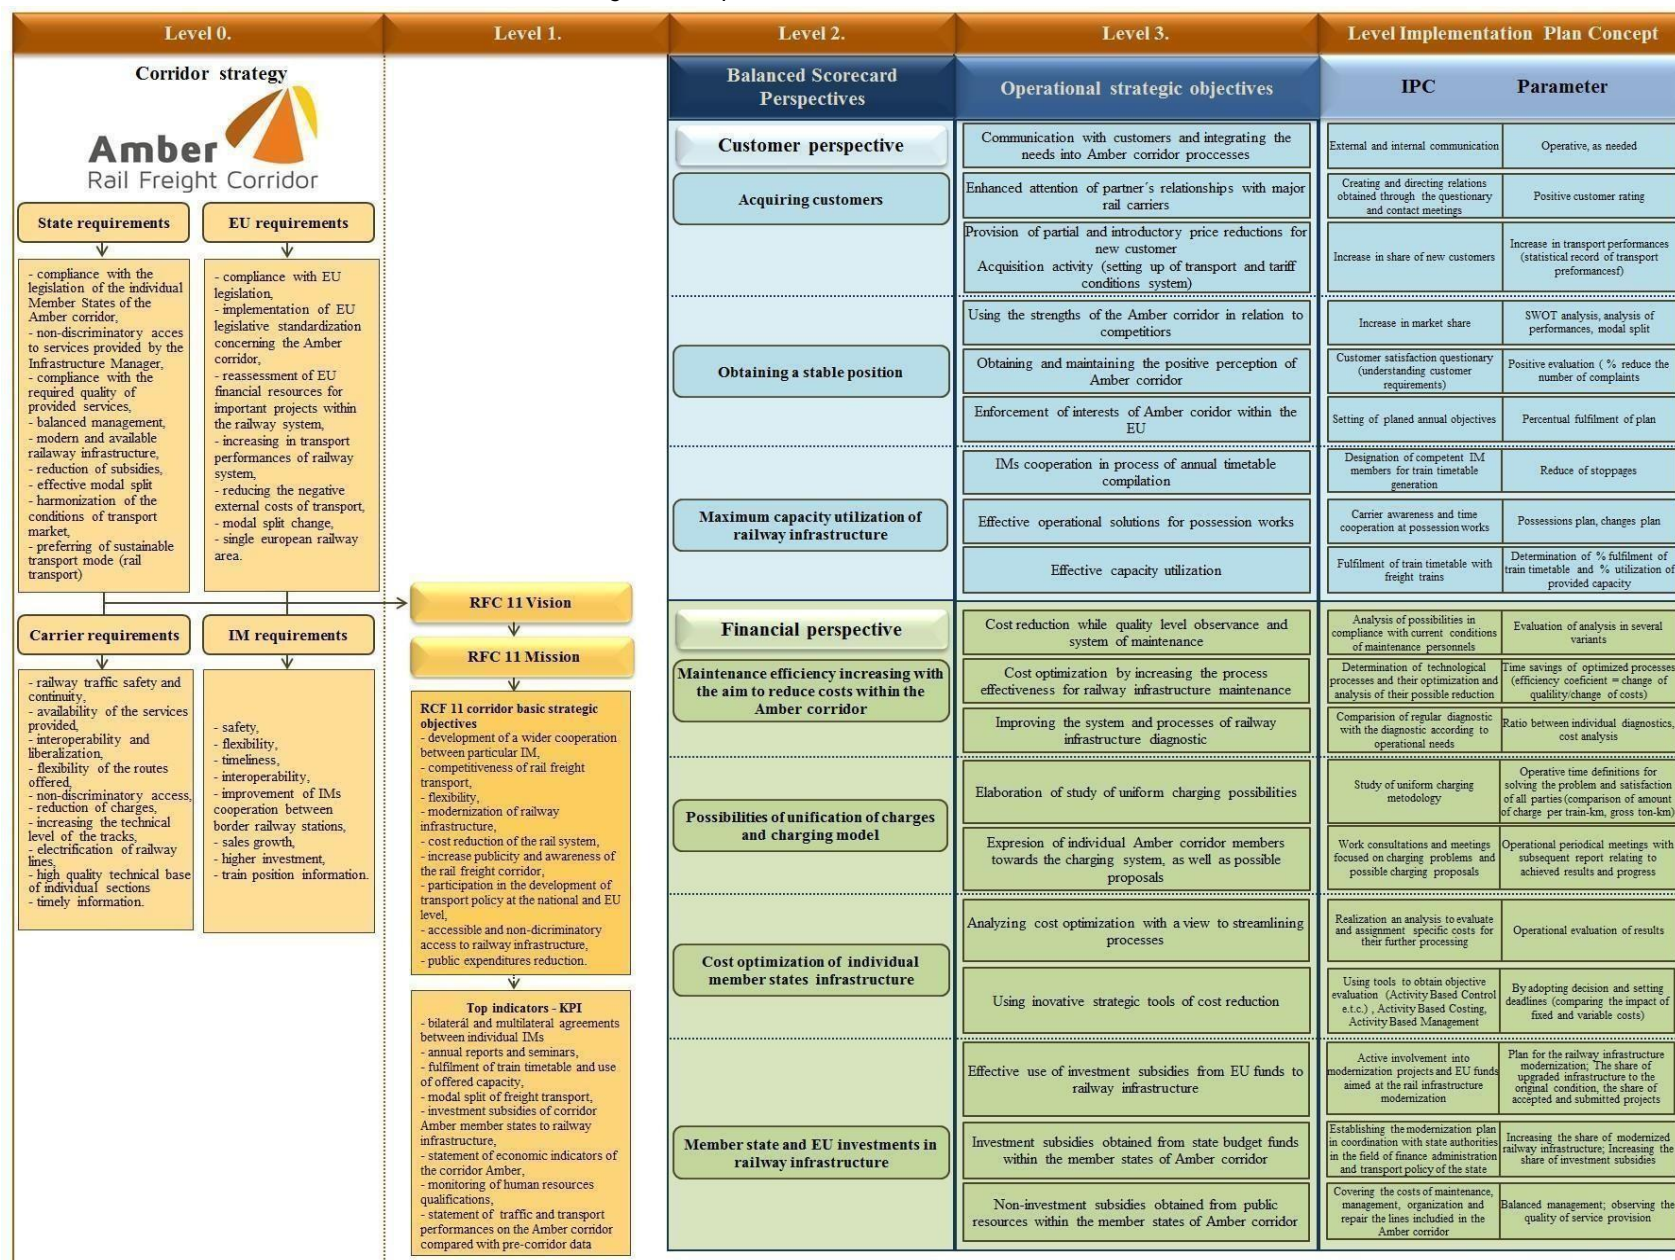 Level 0.
Level 1.
Level 2.
Level 3.
Level Implementation Plan Concept
Corridor strategy
Amber
Rail Freight Corridor
State requirements
EU requirements
- compliance with the
legislation of the individual
Member States of the
Amber corridor,
- non-discriminatory acces
to services provided by the
Infrastructure Manager,
- compliance with the
required quality of
provided services,
- balanced management,
- modern and available
railaway infrastructure,
- reduction of subsidies,
- effective modal split
- harmonization of the
conditions of transport
market,
- preferring of sustainable
transport mode (rail
transport)
- compliance with EU
legislation,
- implementation of EU
legislative standardization
concerning the Amber
corridor,
- reassessment of EU
financial resources for
important projects within
the railway system,
- increasing in transport
performances of railway
system,
- reducing the negative
external costs of transport,
- modal split change,
- single european railway
area.
Carrier requirements
IM requirements
- railway traffic safety and
continuity,
- availability of the services
provided,
- interoperability and
liberalization,
- flexibility of the routes
offered,
- non-discriminatory access,
- reduction of charges,
- increasing the technical
level of the tracks,
- electrification of railway
lines,
- high quality technical base
of individual sections
- timely information.
- safety,
- flexibility,
- timeliness,
- interoperability,
- improvement of IMs
cooperation between
border railway stations,
- sales growth,
- higher investment,
- train position information.
RFC 11 Vision
RFC 11 Mission
RCF 11 corridor basic strategic
objectives
- development of a wider cooperation
between particular IM,
- competitiveness of rail freight
transport,
- flexibility,
- modernization of railway
infrastructure,
- cost reduction of the rail system,
- increase publicity and awareness of
the rail freight corridor,
- participation in the development of
transport policy at the national and EU
level,
- accessible and non-dicriminatory
access to railway infrastructure,
- public expenditures reduction.
Top indicators - KPI
- bilaterál and multilateral agreements
between individual IMs
- annual reports and seminars,
- fulfilment of train timetable and use
of offered capacity,
- modal split of freight transport,
- investment subsidies of corridor
Amber member states to railway
infrastructure,
- statement of economic indicators of
the corridor Amber,
- monitoring of human resources
qualifications,
- statement of traffic and transport
performances on the Amber corridor
compared with pre-corridor data
Balanced Scorecard
Perspectives
Operational strategic objectives
IPC
Parameter
Customer perspective
Communication with customers and integrating the
needs into Amber corridor proccesses
External and internal communication
Operative, as needed
Acquiring customers
Enhanced attention of partner´s relationships with major
rail carriers
Creating and directing relations
obtained through the questionary
and contact meetings
Positive customer rating
Provision of partial and introductory price reductions for
new customer
Acquisition activity (setting up of transport and tariff
conditions system)
Increase in share of new customers
Increase in transport performances
(statistical record of transport
preformancesf)
Using the strengths of the Amber corridor in relation to
competitiors
Increase in market share
SWOT analysis, analysis of
performances, modal split
Obtaining a stable position
Obtaining and maintaining the positive perception of
Amber corridor
Customer satisfaction questionary
(understanding customer
requirements)
Positive evaluation ( % reduce the
number of complaints
Enforcement of interests of Amber coridor within the
EU
Setting of planed annual objectives
Percentual fulfilment of plan
IMs cooperation in process of annual timetable
compilation
Designation of competent IM
members for train timetable
generation
Reduce of stoppages
Maximum capacity utilization of
railway infrastructure
Effective operational solutions for possession works
Carrier awareness and time
cooperation at possession works
Possessions plan, changes plan
Effective capacity utilization
Fulfilment of train timetable with
freight trains
Determination of % fulfilment of
train timetable and % utilization of
provided capacity
Financial perspective
Cost reduction while quality level observance and
system of maintenance
Analysis of possibilities in
compliance with current conditions
of maintenance personnels
Evaluation of analysis in several
variants
Maintenance efficiency increasing with
the aim to reduce costs within the
Amber corridor
Cost optimization by increasing the process
effectiveness for railway infrastructure maintenance
Determination of technological
processes and their optimization and
analysis of their possible reduction
Time savings of optimized processes
(efficiency coeficient = change of
qualility/change of costs)
Improving the system and processes of railway
infrastructure diagnostic
Comparision of regular diagnostic
with the diagnostic according to
operational needs
Ratio between individual diagnostics,
cost analysis
Possibilities of unification of charges
and charging model
Elaboration of study of uniform charging possibilities
Study of uniform charging
metodology
Operative time definitions for
solving the problem and satisfaction
of all parties (comparison of amount
of charge per train-km, gross ton-km)
Expresion of individual Amber corridor members
towards the charging system, as well as possible
proposals
Work consultations and meetings
focused on charging problems and
possible charging proposals
Operational periodical meetings with
subsequent report relating to
achieved results and progress
Analyzing cost optimization with a view to streamlining
processes
Realization an analysis to evaluate
and assignment specific costs for
their further processing
Operational evaluation of results
Cost optimization of individual
member states infrastructure
Using inovative strategic tools of cost reduction
Using tools to obtain objective
evaluation (Activity Based Control
e.t.c.) , Activity Based Costing,
Activity Based Management
By adopting decision and setting
deadlines (comparing the impact of
fixed and variable costs)
Effective use of investment subsidies from EU funds to
railway infrastructure
Active involvement into
modernization projects and EU funds
aimed at the rail infrastructure
modernization
Plan for the railway infrastructure
modernization; The share of
upgraded infrastructure to the
original condition, the share of
accepted and submitted projects
Member state and EU investments in
railway infrastructure
Investment subsidies obtained from state budget funds
within the member states of Amber corridor
Establishing the modernization plan
in coordination with state authorities
in the field of finance administration
and transport policy of the state
Increasing the share of modernized
railway infrastructure; Increasing the
share of investment subsidies
Non-investment subsidies obtained from public
resources within the member states of Amber corridor
Covering the costs of maintenance,
management, organization and
repair the lines included in the
Amber corridor
Balanced management; observing the
quality of service provision